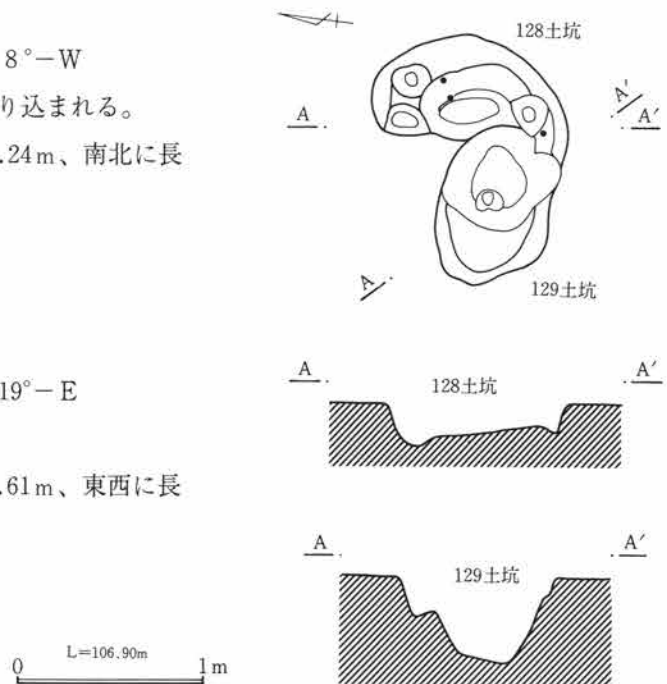 8°－W
り込まれる。
.24m、南北に長
19°－E
.61m、東西に長
128土坑
A
A′
A′
A
129土坑
A
A′
128土坑
A
A′
129土坑
L=106.90m
0
1m